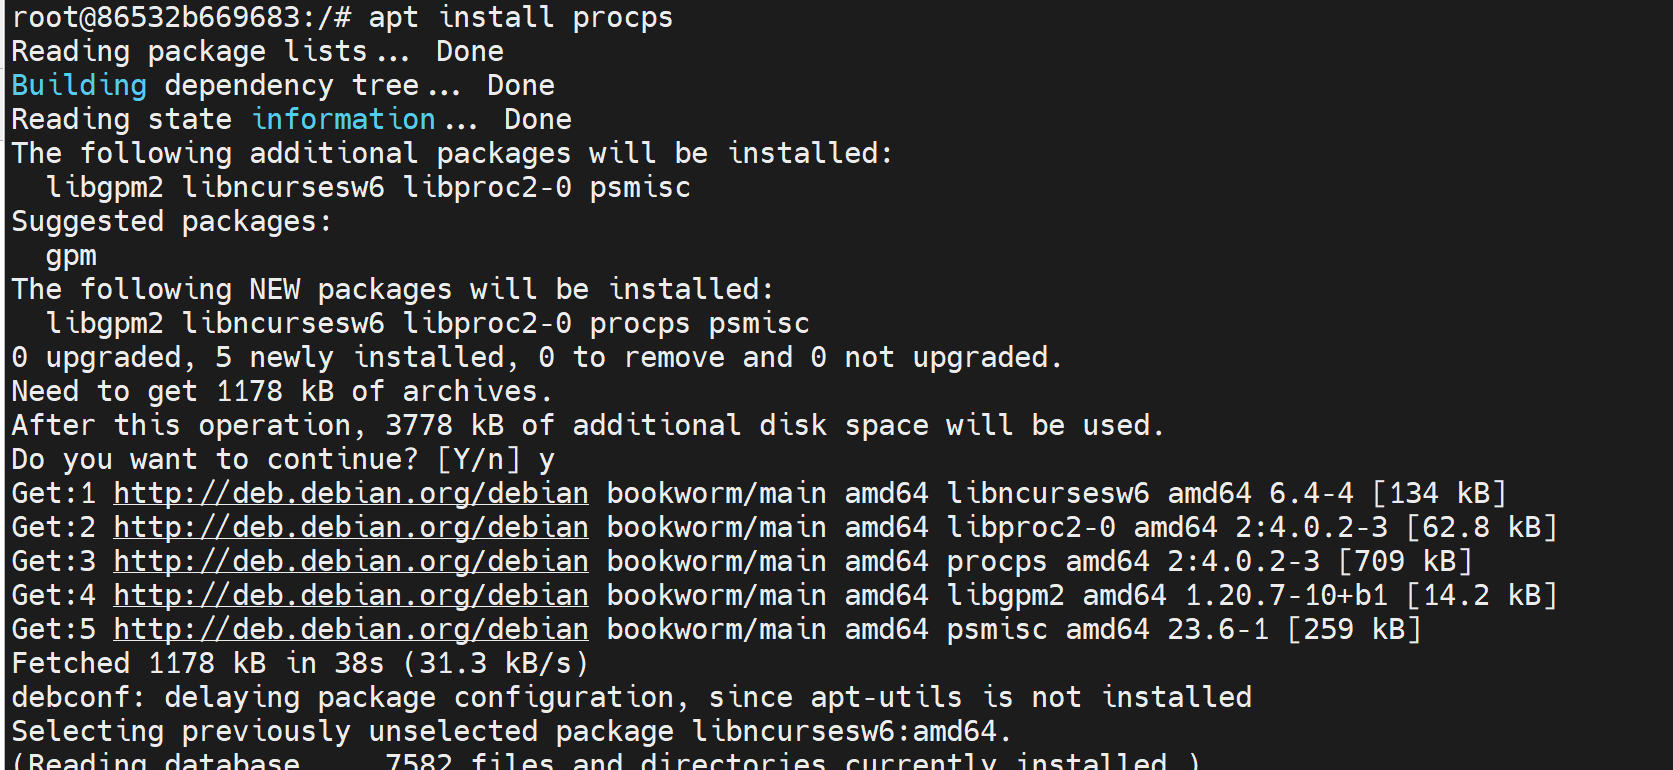 root@86532b669683:/# apt install procps
Reading package lists... Done
Building dependency tree... Done
Reading state information... Done
The following additional packages will be installed:
  libgpm2 libncursesw6 libproc2-0 psmisc
Suggested packages:
  gpm
The following NEW packages will be installed:
  libgpm2 libncursesw6 libproc2-0 procps psmisc
0 upgraded, 5 newly installed, 0 to remove and 0 not upgraded.
Need to get 1178 kB of archives.
After this operation, 3778 kB of additional disk space will be used.
Do you want to continue? [Y/n] y
Get:1 http://deb.debian.org/debian bookworm/main amd64 libncursesw6 amd64 6.4-4 [134 kB]
Get:2 http://deb.debian.org/debian bookworm/main amd64 libproc2-0 amd64 2:4.0.2-3 [62.8 kB]
Get:3 http://deb.debian.org/debian bookworm/main amd64 procps amd64 2:4.0.2-3 [709 kB]
Get:4 http://deb.debian.org/debian bookworm/main amd64 libgpm2 amd64 1.20.7-10+b1 [14.2 kB]
Get:5 http://deb.debian.org/debian bookworm/main amd64 psmisc amd64 23.6-1 [259 kB]
Fetched 1178 kB in 38s (31.3 kB/s)
debconf: delaying package configuration, since apt-utils is not installed
Selecting previously unselected package libncursesw6:amd64.
(Reading database ... 7582 files and directories currently installed.)